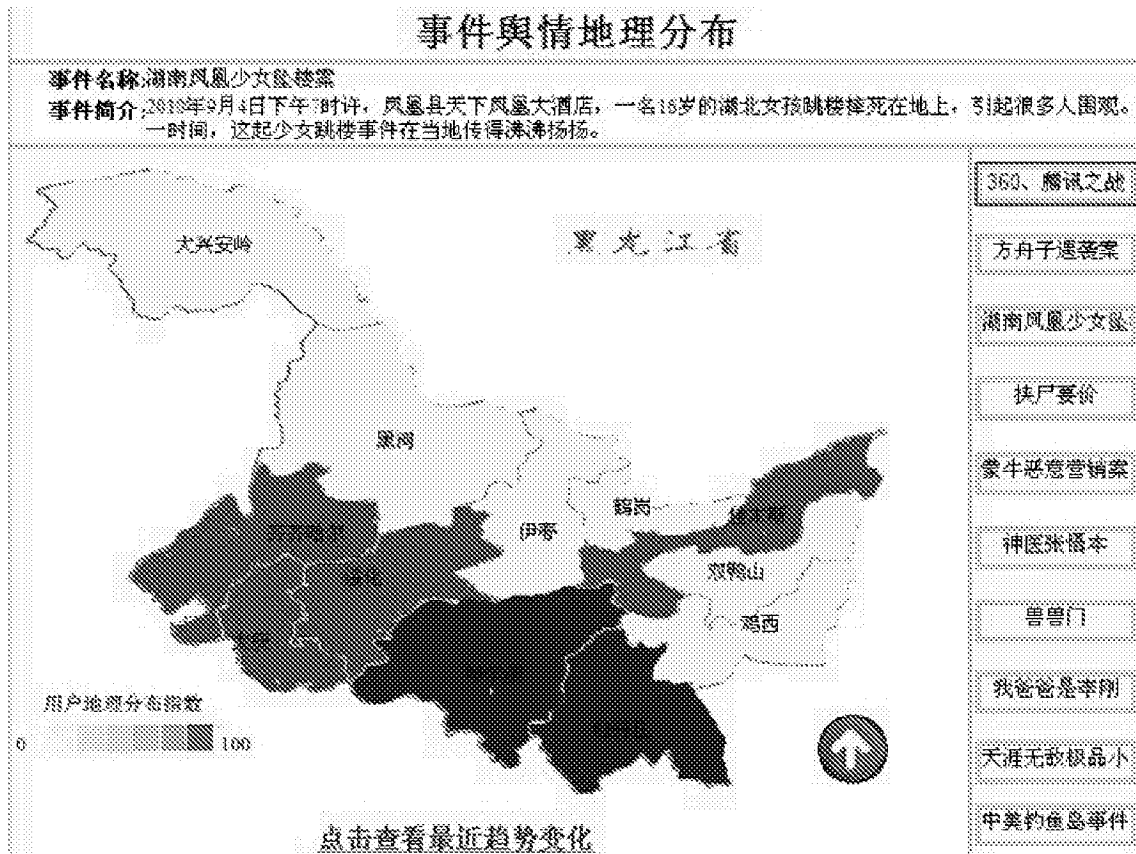 事件舆情地理分布
事件名称:湖南凤凰少女坠楼案
事件简介:2010年9月4日下午7时许，凤凰县天下凤凰大酒店，一名16岁的湖北女孩跳楼摔死在地上，引起很多人围观。
一时间，这起少女跳楼事件在当地传得沸沸扬扬。
黑龙江省
大兴安岭
黑河
伊春
鹤岗
双鸭山
鸡西
用户地理分布指数
0 100
点击查看最近趋势变化
360、腾讯之战
方舟子遇袭案
湖南凤凰少女坠
挟尸要价
蒙牛恶意营销案
神医张悟本
兽兽门
我爸爸是李刚
天涯无敌极品小
中美钓鱼岛事件